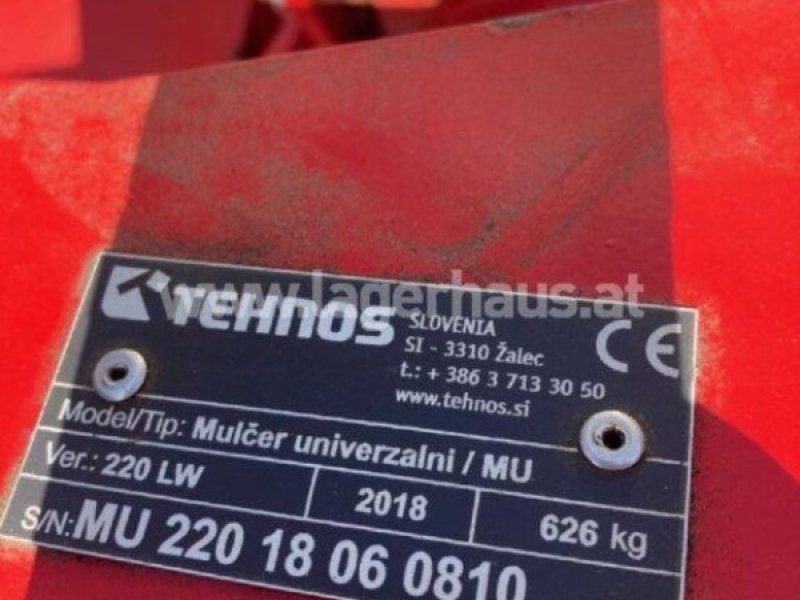 www.lagerhaus.at
TEHNOS
SLOVENIA
SI - 3310 Žalec
t.: + 386 3 713 30 50
www.tehnos.si
CE
Model/Tip: Mulčer univerzalni / MU
Ver.: 220 LW 2018 626 kg
S/N: MU 220 18 06 0810